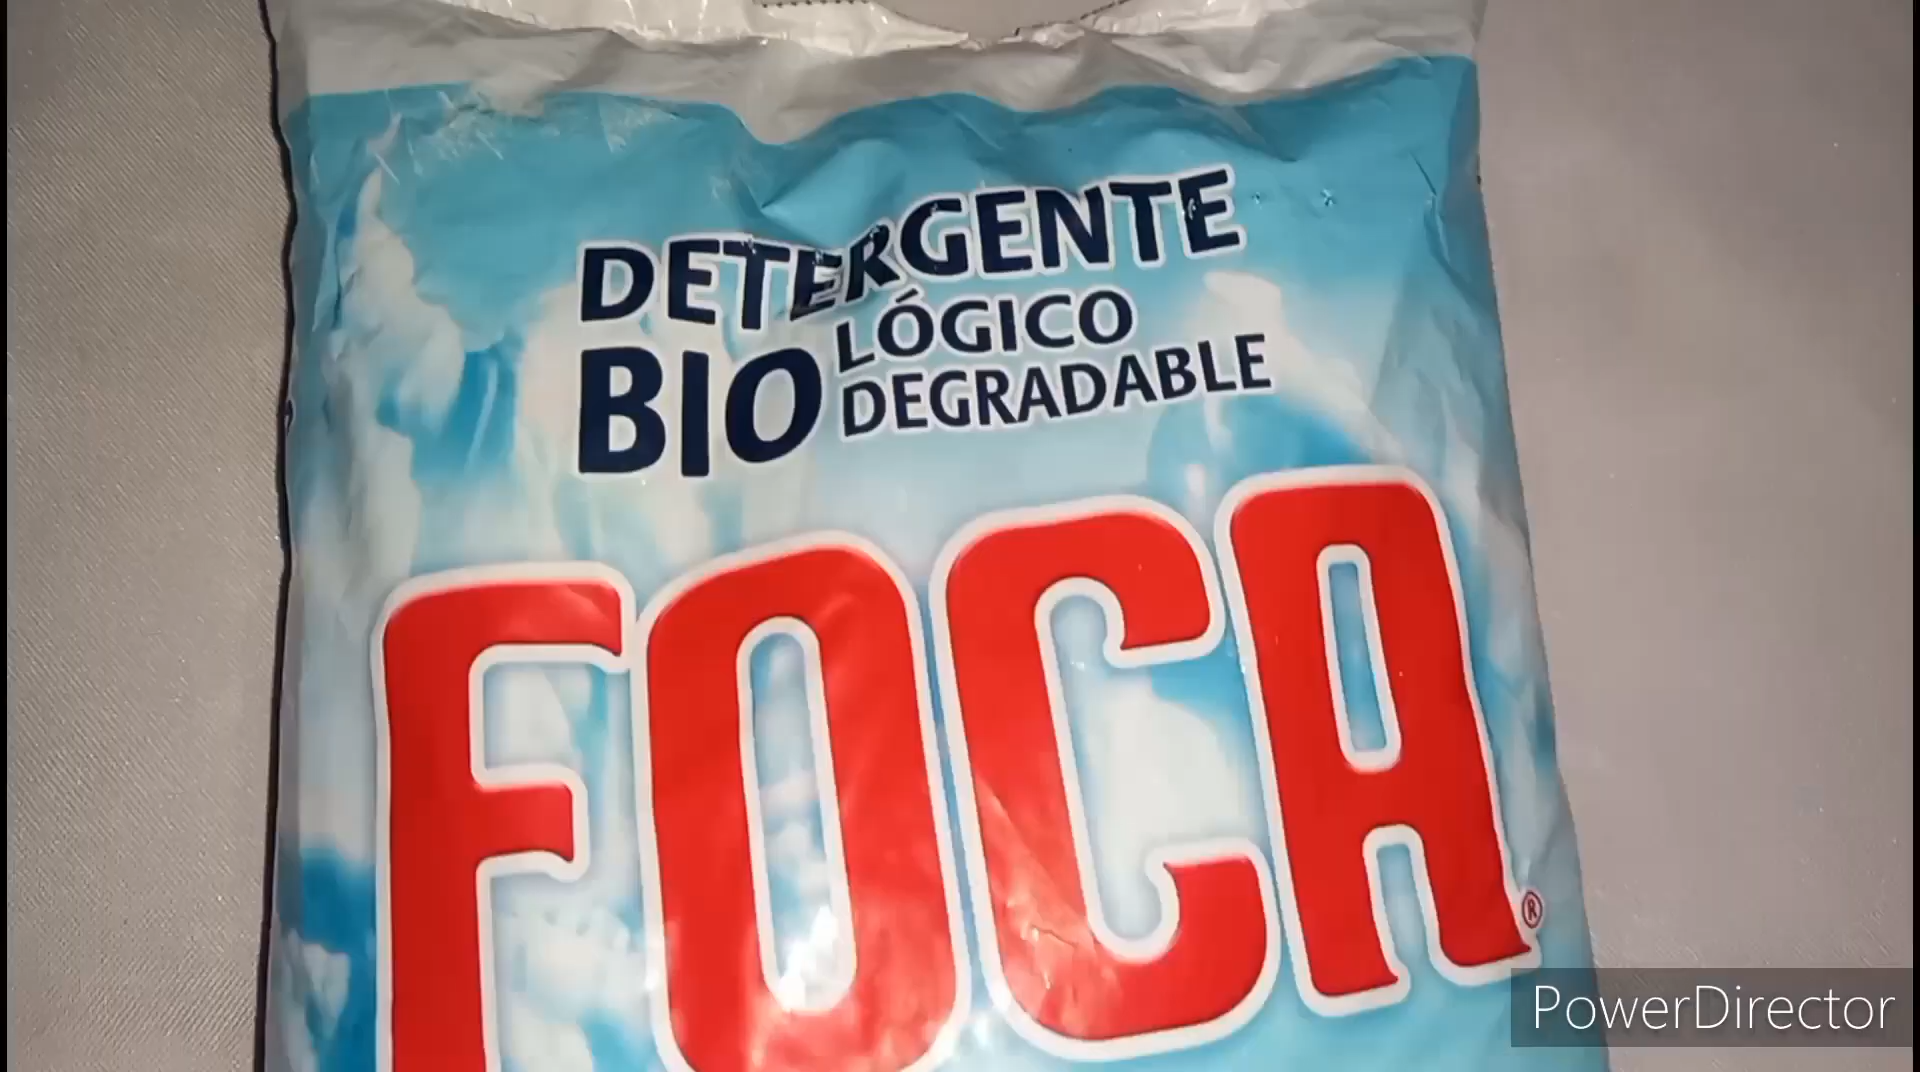 DETERGENTE
BIO LÓGICO
DEGRADABLE
FOCA®
PowerDirector